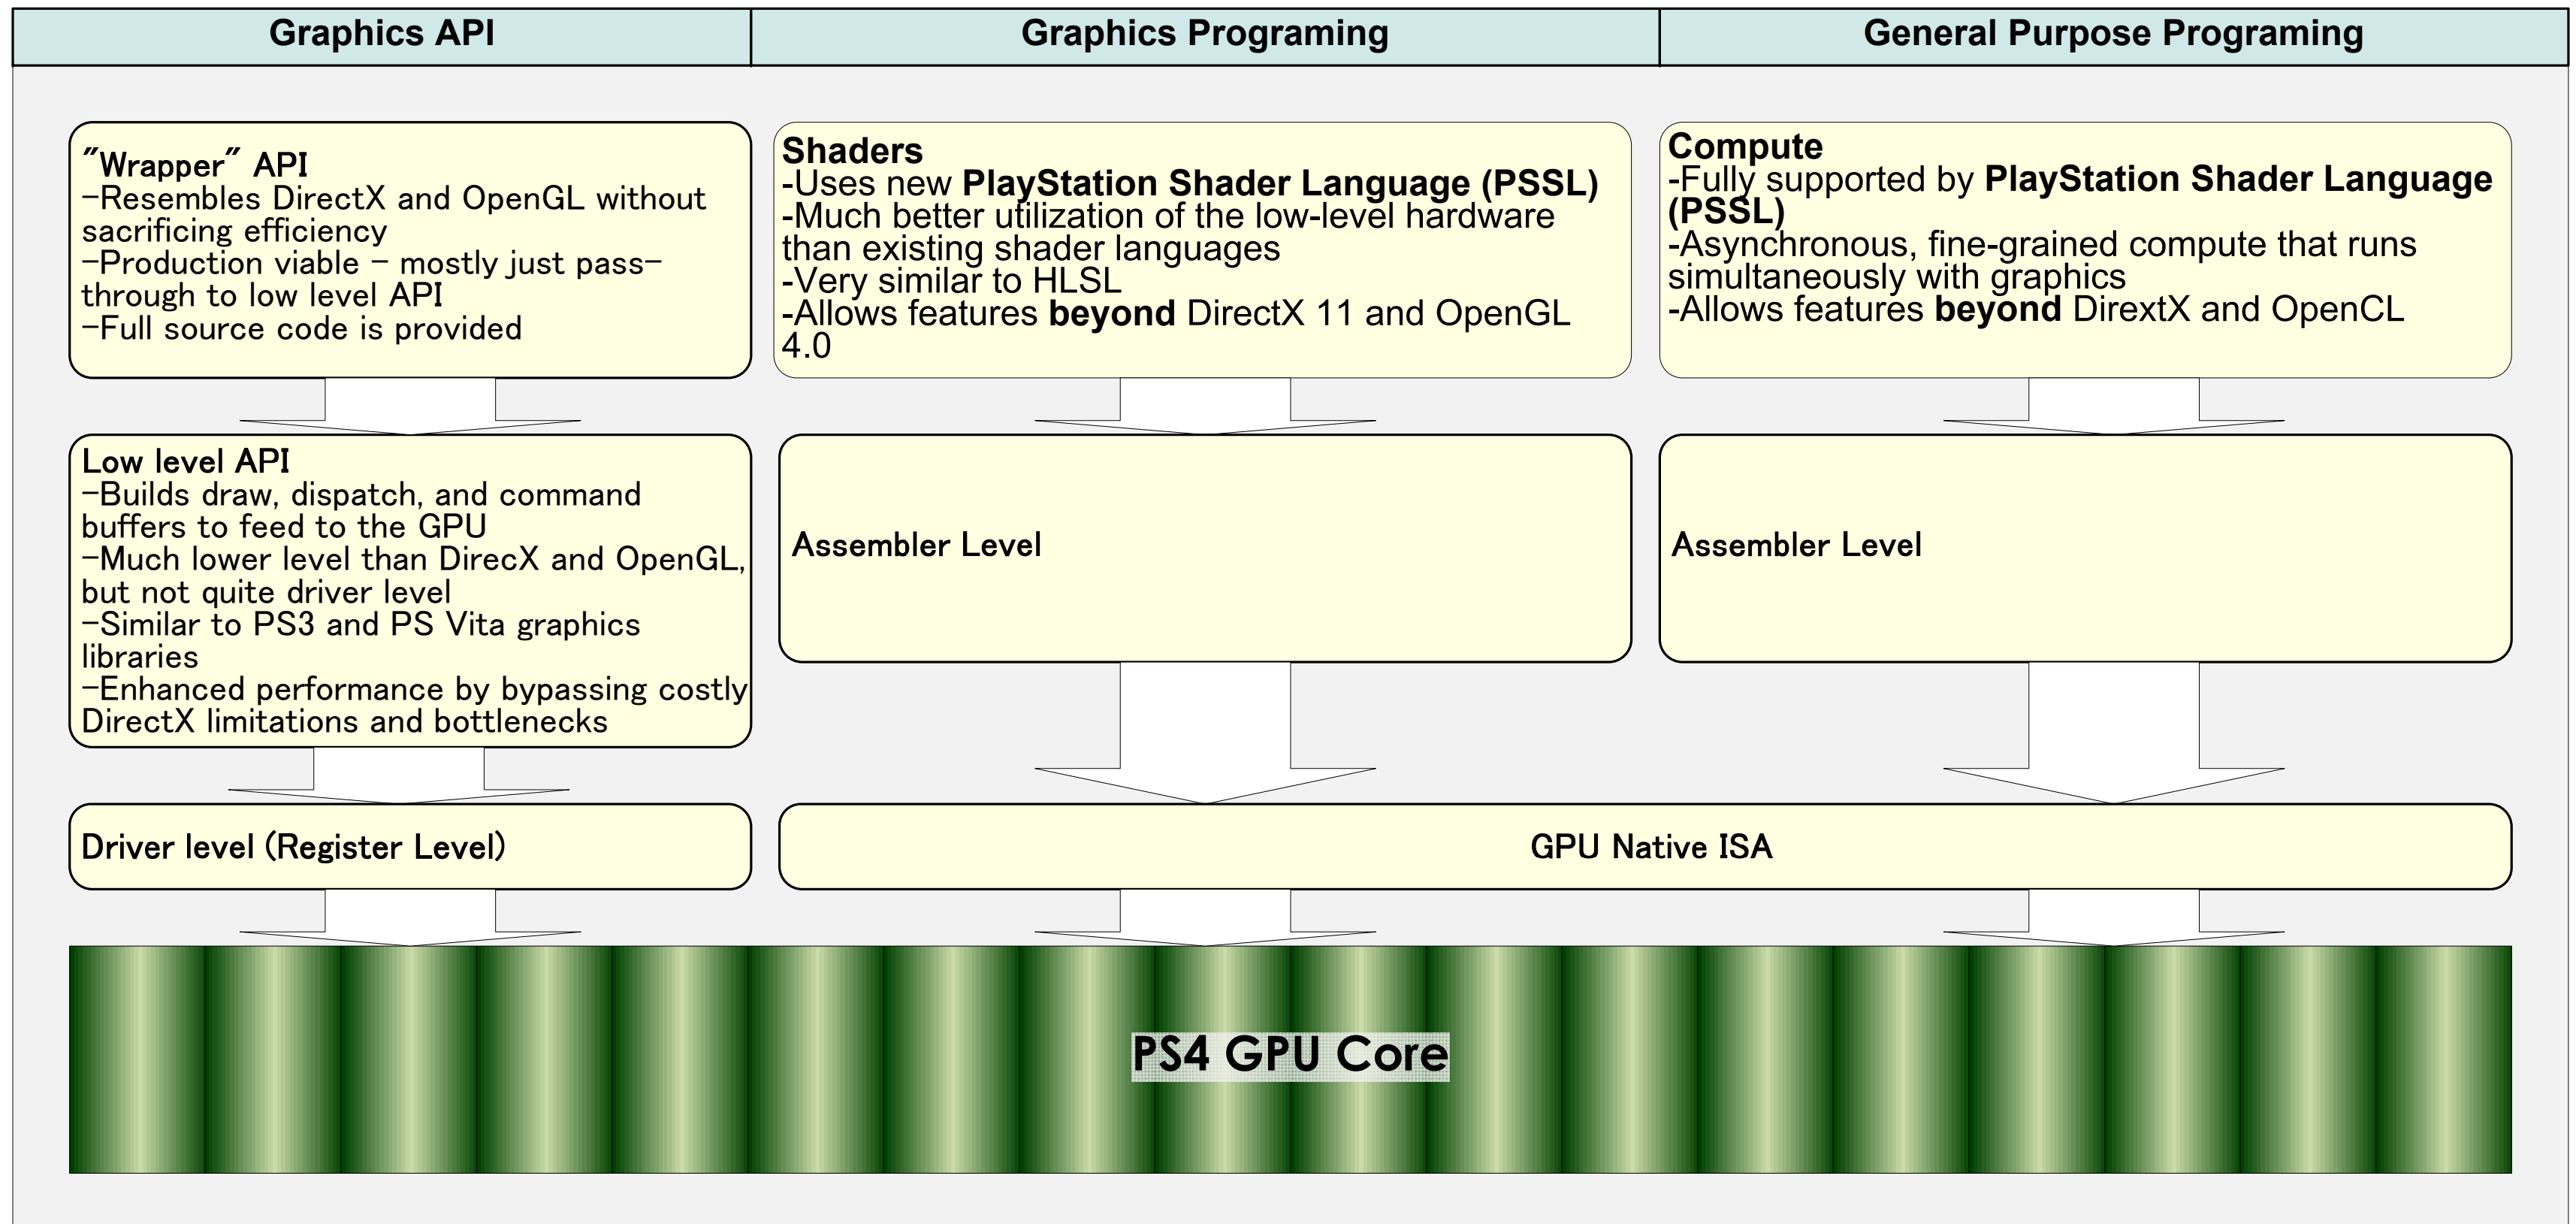 Graphics API
Graphics Programing
General Purpose Programing
"Wrapper" API
-Resembles DirectX and OpenGL without
sacrificing efficiency
-Production viable - mostly just pass-
through to low level API
-Full source code is provided
Shaders
-Uses new PlayStation Shader Language (PSSL)
-Much better utilization of the low-level hardware
than existing shader languages
-Very similar to HLSL
-Allows features beyond DirectX 11 and OpenGL
4.0
Compute
-Fully supported by PlayStation Shader Language
(PSSL)
-Asynchronous, fine-grained compute that runs
simultaneously with graphics
-Allows features beyond DirextX and OpenCL
Low level API
-Builds draw, dispatch, and command
buffers to feed to the GPU
-Much lower level than DirecX and OpenGL,
but not quite driver level
-Similar to PS3 and PS Vita graphics
libraries
-Enhanced performance by bypassing costly
DirectX limitations and bottlenecks
Assembler Level
Assembler Level
Driver level (Register Level)
GPU Native ISA
PS4 GPU Core